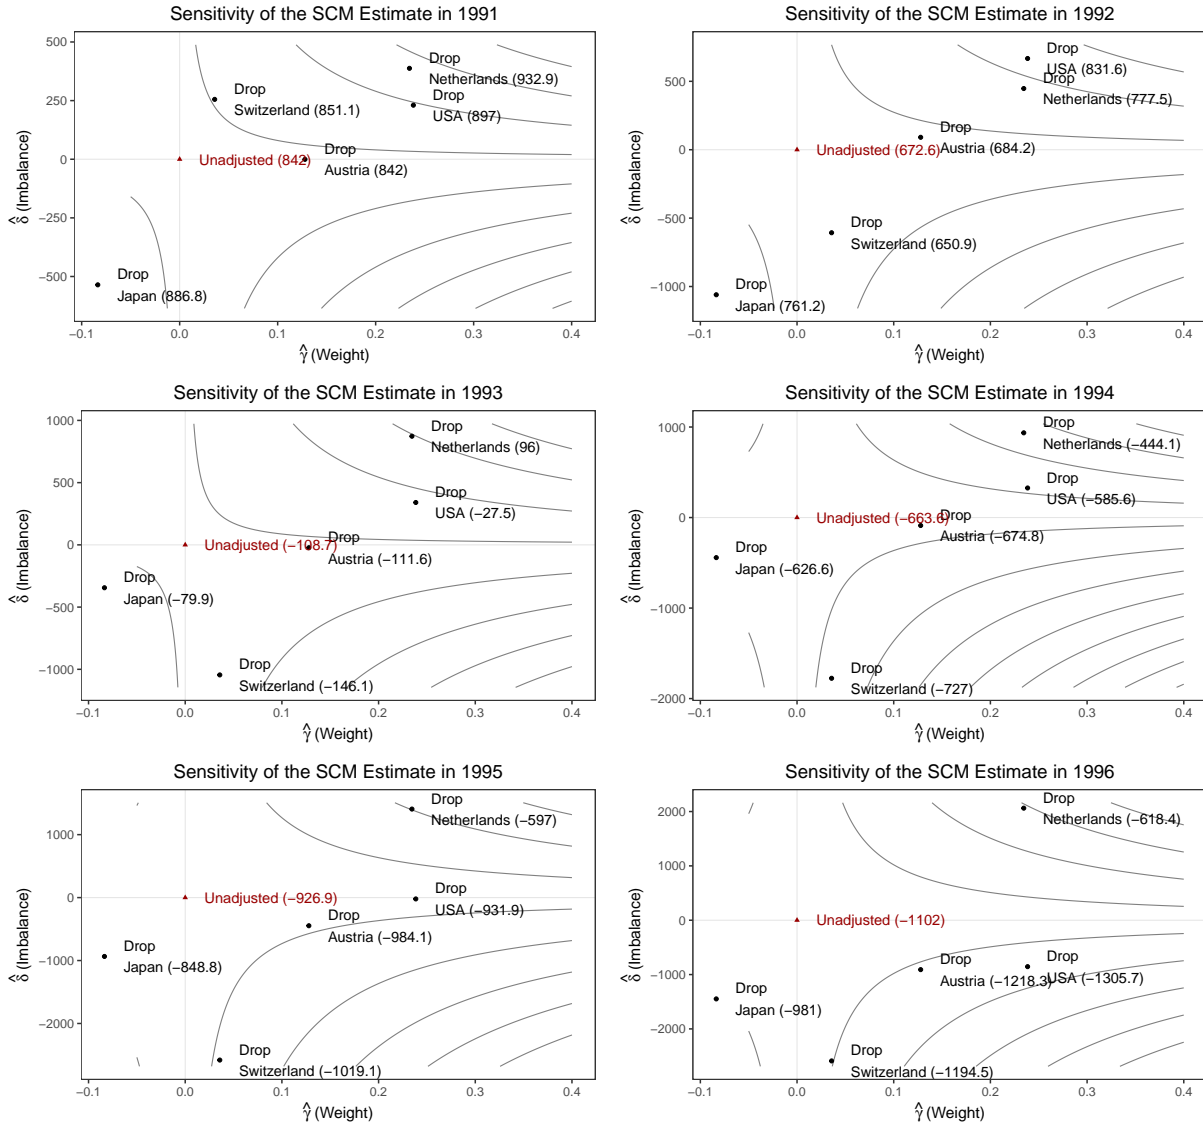 Sensitivity of the SCM Estimate in 1991
500
250
0
−250
−500
Drop
Netherlands (932.9)
Drop
USA (897)
Drop
Switzerland (851.1)
Unadjusted (842)
Drop
Austria (842)
Drop
Japan (886.8)
−0.1
0.0
0.1
0.2
0.3
0.4
γ̂ (Weight)
δ̂ (Imbalance)
Sensitivity of the SCM Estimate in 1992
500
0
−500
−1000
Drop
USA (831.6)
Drop
Netherlands (777.5)
Drop
Austria (684.2)
Unadjusted (672.6)
Drop
Switzerland (650.9)
Drop
Japan (761.2)
−0.1
0.0
0.1
0.2
0.3
0.4
γ̂ (Weight)
δ̂ (Imbalance)
Sensitivity of the SCM Estimate in 1993
1000
500
0
−500
−1000
Drop
Netherlands (96)
Drop
USA (−27.5)
Unadjusted (−108.7)
Drop
Austria (−111.6)
Drop
Japan (−79.9)
Drop
Switzerland (−146.1)
−0.1
0.0
0.1
0.2
0.3
0.4
γ̂ (Weight)
δ̂ (Imbalance)
Sensitivity of the SCM Estimate in 1994
1000
0
−1000
−2000
Drop
Netherlands (−444.1)
Drop
USA (−585.6)
Unadjusted (−663.6)
Drop
Austria (−674.8)
Drop
Japan (−626.6)
Drop
Switzerland (−727)
−0.1
0.0
0.1
0.2
0.3
0.4
γ̂ (Weight)
δ̂ (Imbalance)
Sensitivity of the SCM Estimate in 1995
1000
0
−1000
−2000
Drop
Netherlands (−597)
Unadjusted (−926.9)
Drop
USA (−931.9)
Drop
Austria (−984.1)
Drop
Japan (−848.8)
Drop
Switzerland (−1019.1)
−0.1
0.0
0.1
0.2
0.3
0.4
γ̂ (Weight)
δ̂ (Imbalance)
Sensitivity of the SCM Estimate in 1996
2000
1000
0
−1000
−2000
Drop
Netherlands (−618.4)
Unadjusted (−1102)
Drop
Austria (−1218.3)
Drop
USA (−1305.7)
Drop
Japan (−981)
Drop
Switzerland (−1194.5)
−0.1
0.0
0.1
0.2
0.3
0.4
γ̂ (Weight)
δ̂ (Imbalance)